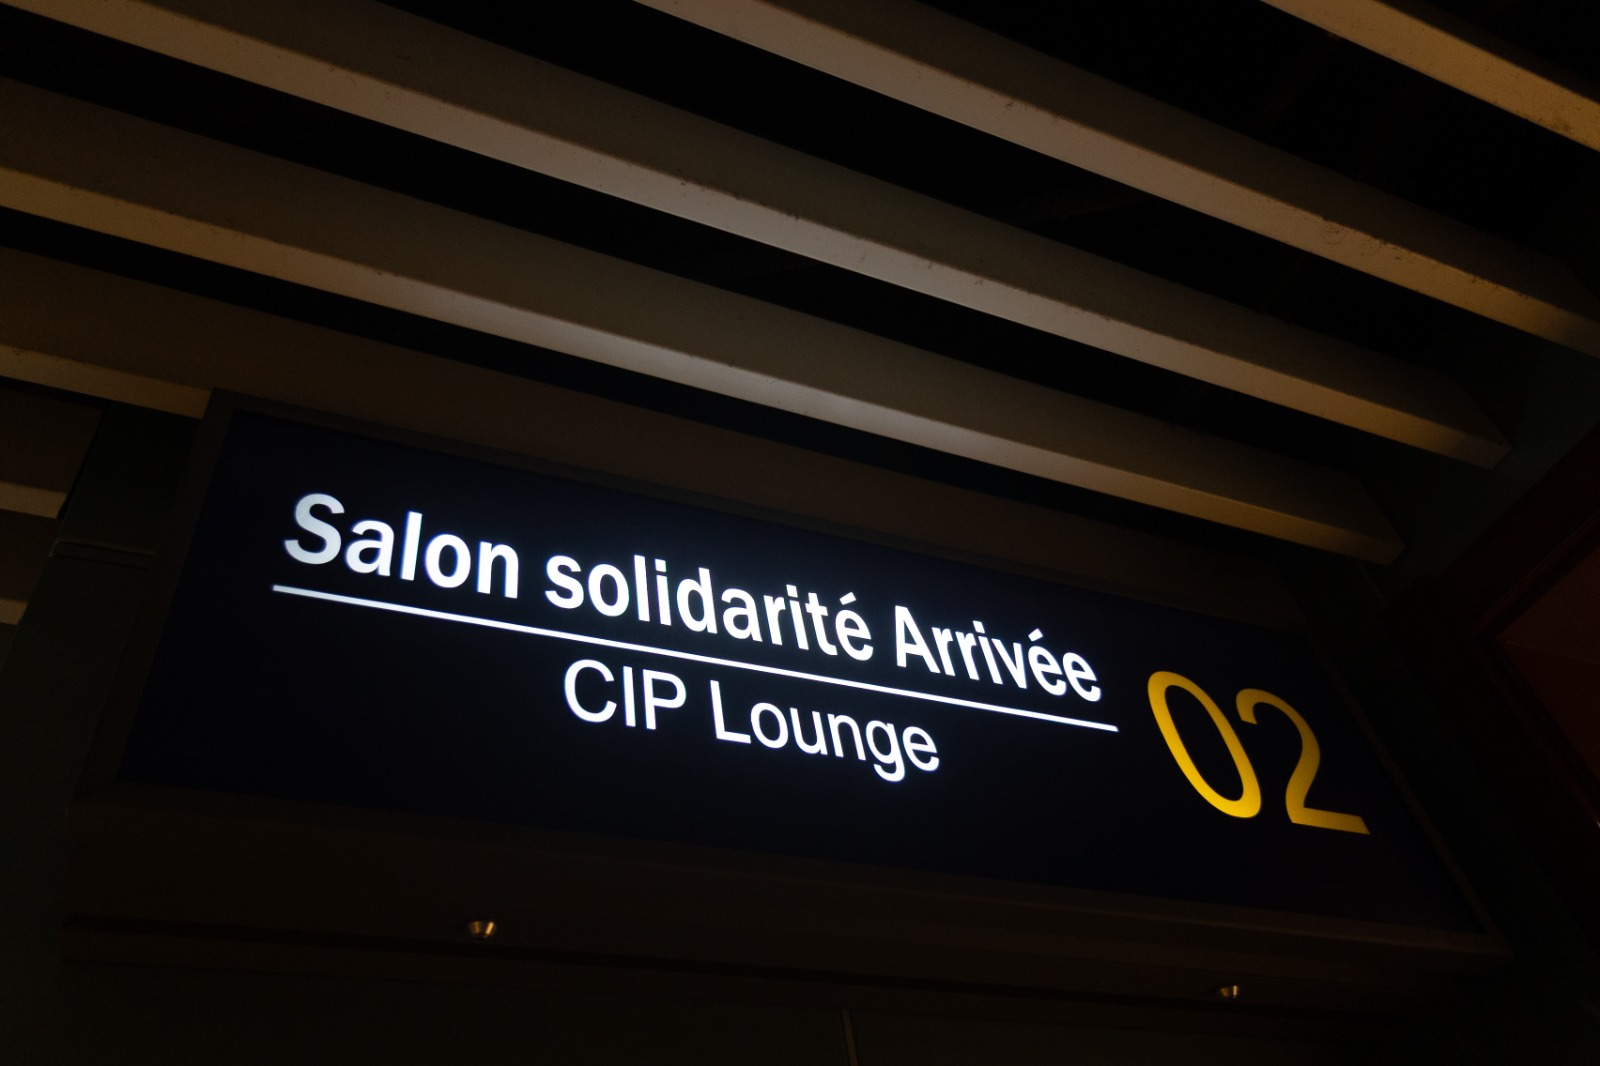 Salon solidarité Arrivée
CIP Lounge
02